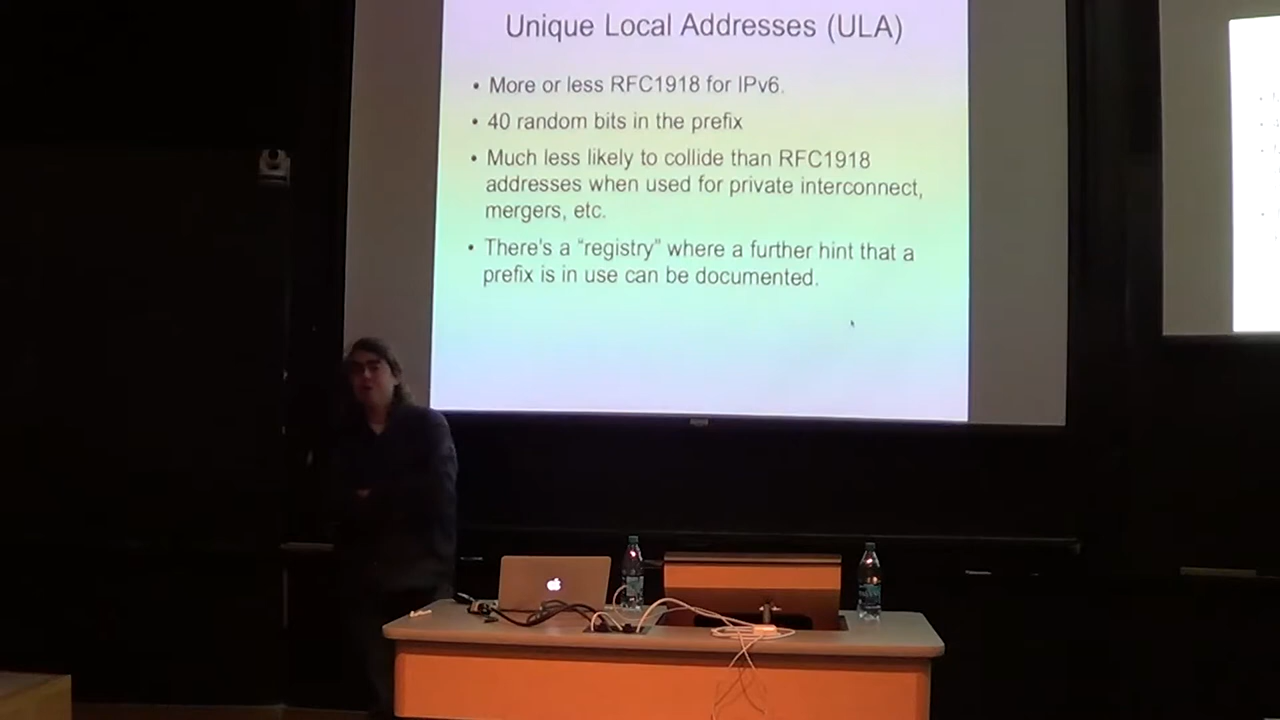 Unique Local Addresses (ULA)
• More or less RFC1918 for IPv6.
• 40 random bits in the prefix
• Much less likely to collide than RFC1918
addresses when used for private interconnect,
mergers, etc.
• There's a “registry” where a further hint that a
prefix is in use can be documented.